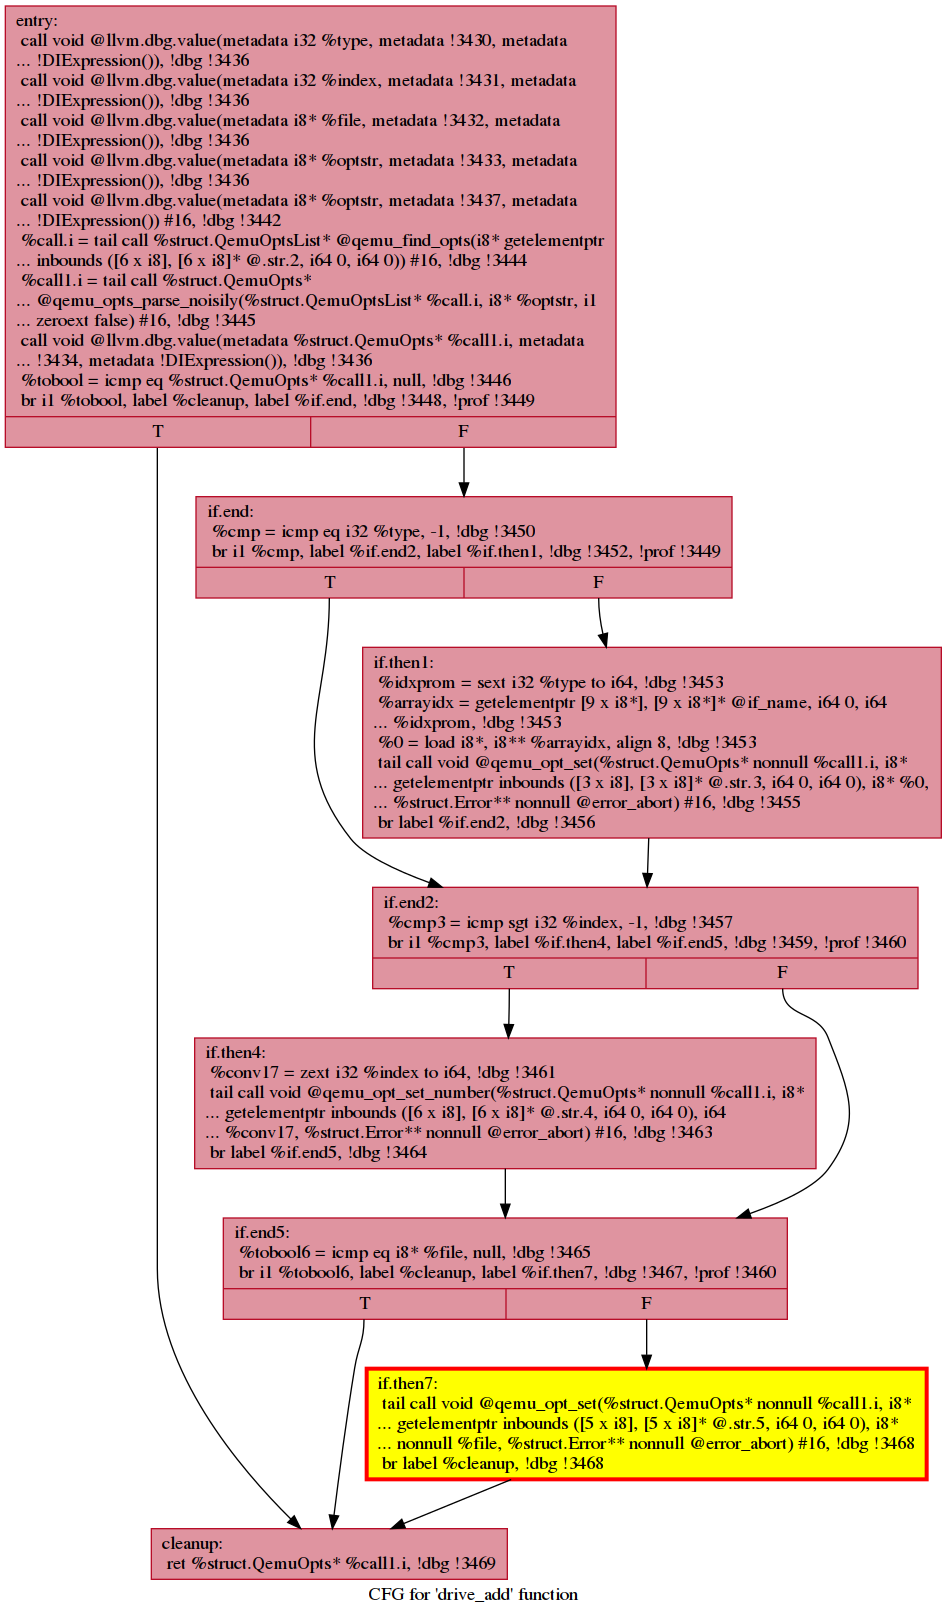 entry:
call void @llvm.dbg.value(metadata i32 %type, metadata !3430, metadata
... !DIExpression()), !dbg !3436
call void @llvm.dbg.value(metadata i32 %index, metadata !3431, metadata
... !DIExpression()), !dbg !3436
call void @llvm.dbg.value(metadata i8* %file, metadata !3432, metadata
... !DIExpression()), !dbg !3436
call void @llvm.dbg.value(metadata i8* %optstr, metadata !3433, metadata
... !DIExpression()), !dbg !3436
call void @llvm.dbg.value(metadata i8* %optstr, metadata !3437, metadata
... !DIExpression()) #16, !dbg !3442
%call.i = tail call %struct.QemuOptsList* @qemu_find_opts(i8* getelementptr
... inbounds ([6 x i8], [6 x i8]* @.str.2, i64 0, i64 0)) #16, !dbg !3444
%call1.i = tail call %struct.QemuOpts*
... @qemu_opts_parse_noisily(%struct.QemuOptsList* %call.i, i8* %optstr, i1
... zeroext false) #16, !dbg !3445
call void @llvm.dbg.value(metadata %struct.QemuOpts* %call1.i, metadata
... !3434, metadata !DIExpression()), !dbg !3436
%tobool = icmp eq %struct.QemuOpts* %call1.i, null, !dbg !3446
br i1 %tobool, label %cleanup, label %if.end, !dbg !3448, !prof !3449
T F
if.end:
%cmp = icmp eq i32 %type, -1, !dbg !3450
br i1 %cmp, label %if.end2, label %if.then1, !dbg !3452, !prof !3449
T F
if.then1:
%idxprom = sext i32 %type to i64, !dbg !3453
%arrayidx = getelementptr [9 x i8*], [9 x i8*]* @if_name, i64 0, i64
... %idxprom, !dbg !3453
%0 = load i8*, i8** %arrayidx, align 8, !dbg !3453
tail call void @qemu_opt_set(%struct.QemuOpts* nonnull %call1.i, i8*
... getelementptr inbounds ([3 x i8], [3 x i8]* @.str.3, i64 0, i64 0), i8* %0,
... %struct.Error** nonnull @error_abort) #16, !dbg !3455
br label %if.end2, !dbg !3456
if.end2:
%cmp3 = icmp sgt i32 %index, -1, !dbg !3457
br i1 %cmp3, label %if.then4, label %if.end5, !dbg !3459, !prof !3460
T F
if.then4:
%conv17 = zext i32 %index to i64, !dbg !3461
tail call void @qemu_opt_set_number(%struct.QemuOpts* nonnull %call1.i, i8*
... getelementptr inbounds ([6 x i8], [6 x i8]* @.str.4, i64 0, i64 0), i64
... %conv17, %struct.Error** nonnull @error_abort) #16, !dbg !3463
br label %if.end5, !dbg !3464
if.end5:
%tobool6 = icmp eq i8* %file, null, !dbg !3465
br i1 %tobool6, label %cleanup, label %if.then7, !dbg !3467, !prof !3460
T F
if.then7:
tail call void @qemu_opt_set(%struct.QemuOpts* nonnull %call1.i, i8*
... getelementptr inbounds ([5 x i8], [5 x i8]* @.str.5, i64 0, i64 0), i8*
... nonnull %file, %struct.Error** nonnull @error_abort) #16, !dbg !3468
br label %cleanup, !dbg !3468
cleanup:
ret %struct.QemuOpts* %call1.i, !dbg !3469
CFG for 'drive_add' function